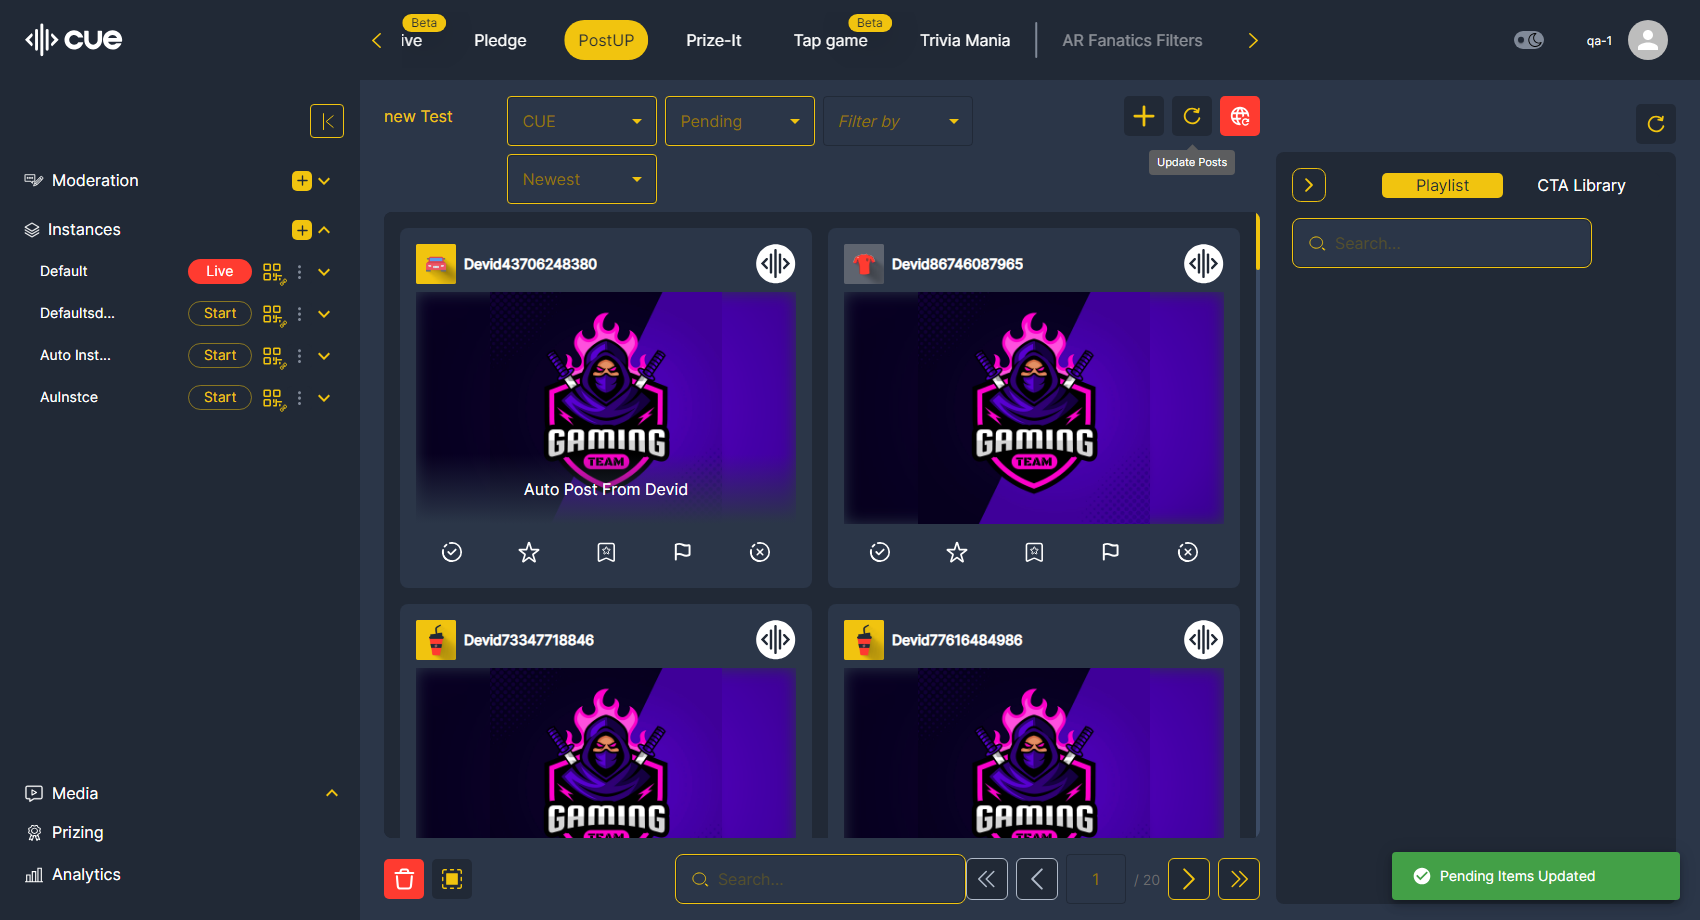 cue
Beta
ive
Pledge
PostUP
Prize-It
Beta
Tap game
Trivia Mania
AR Fanatics Filters
qa-1
new Test
CUE
Pending
Filter by
Newest
Update Posts
Moderation
Instances
Default
Live
Defaultsd...
Start
Auto Inst...
Start
AuInstce
Start
Media
Prizing
Analytics
Devid43706248380
GAMING
TEAM
Auto Post From Devid
Devid86746087965
GAMING
TEAM
Devid73347718846
GAMING
TEAM
Devid77616484986
GAMING
TEAM
Search...
1
/ 20
Playlist
CTA Library
Search...
Pending Items Updated